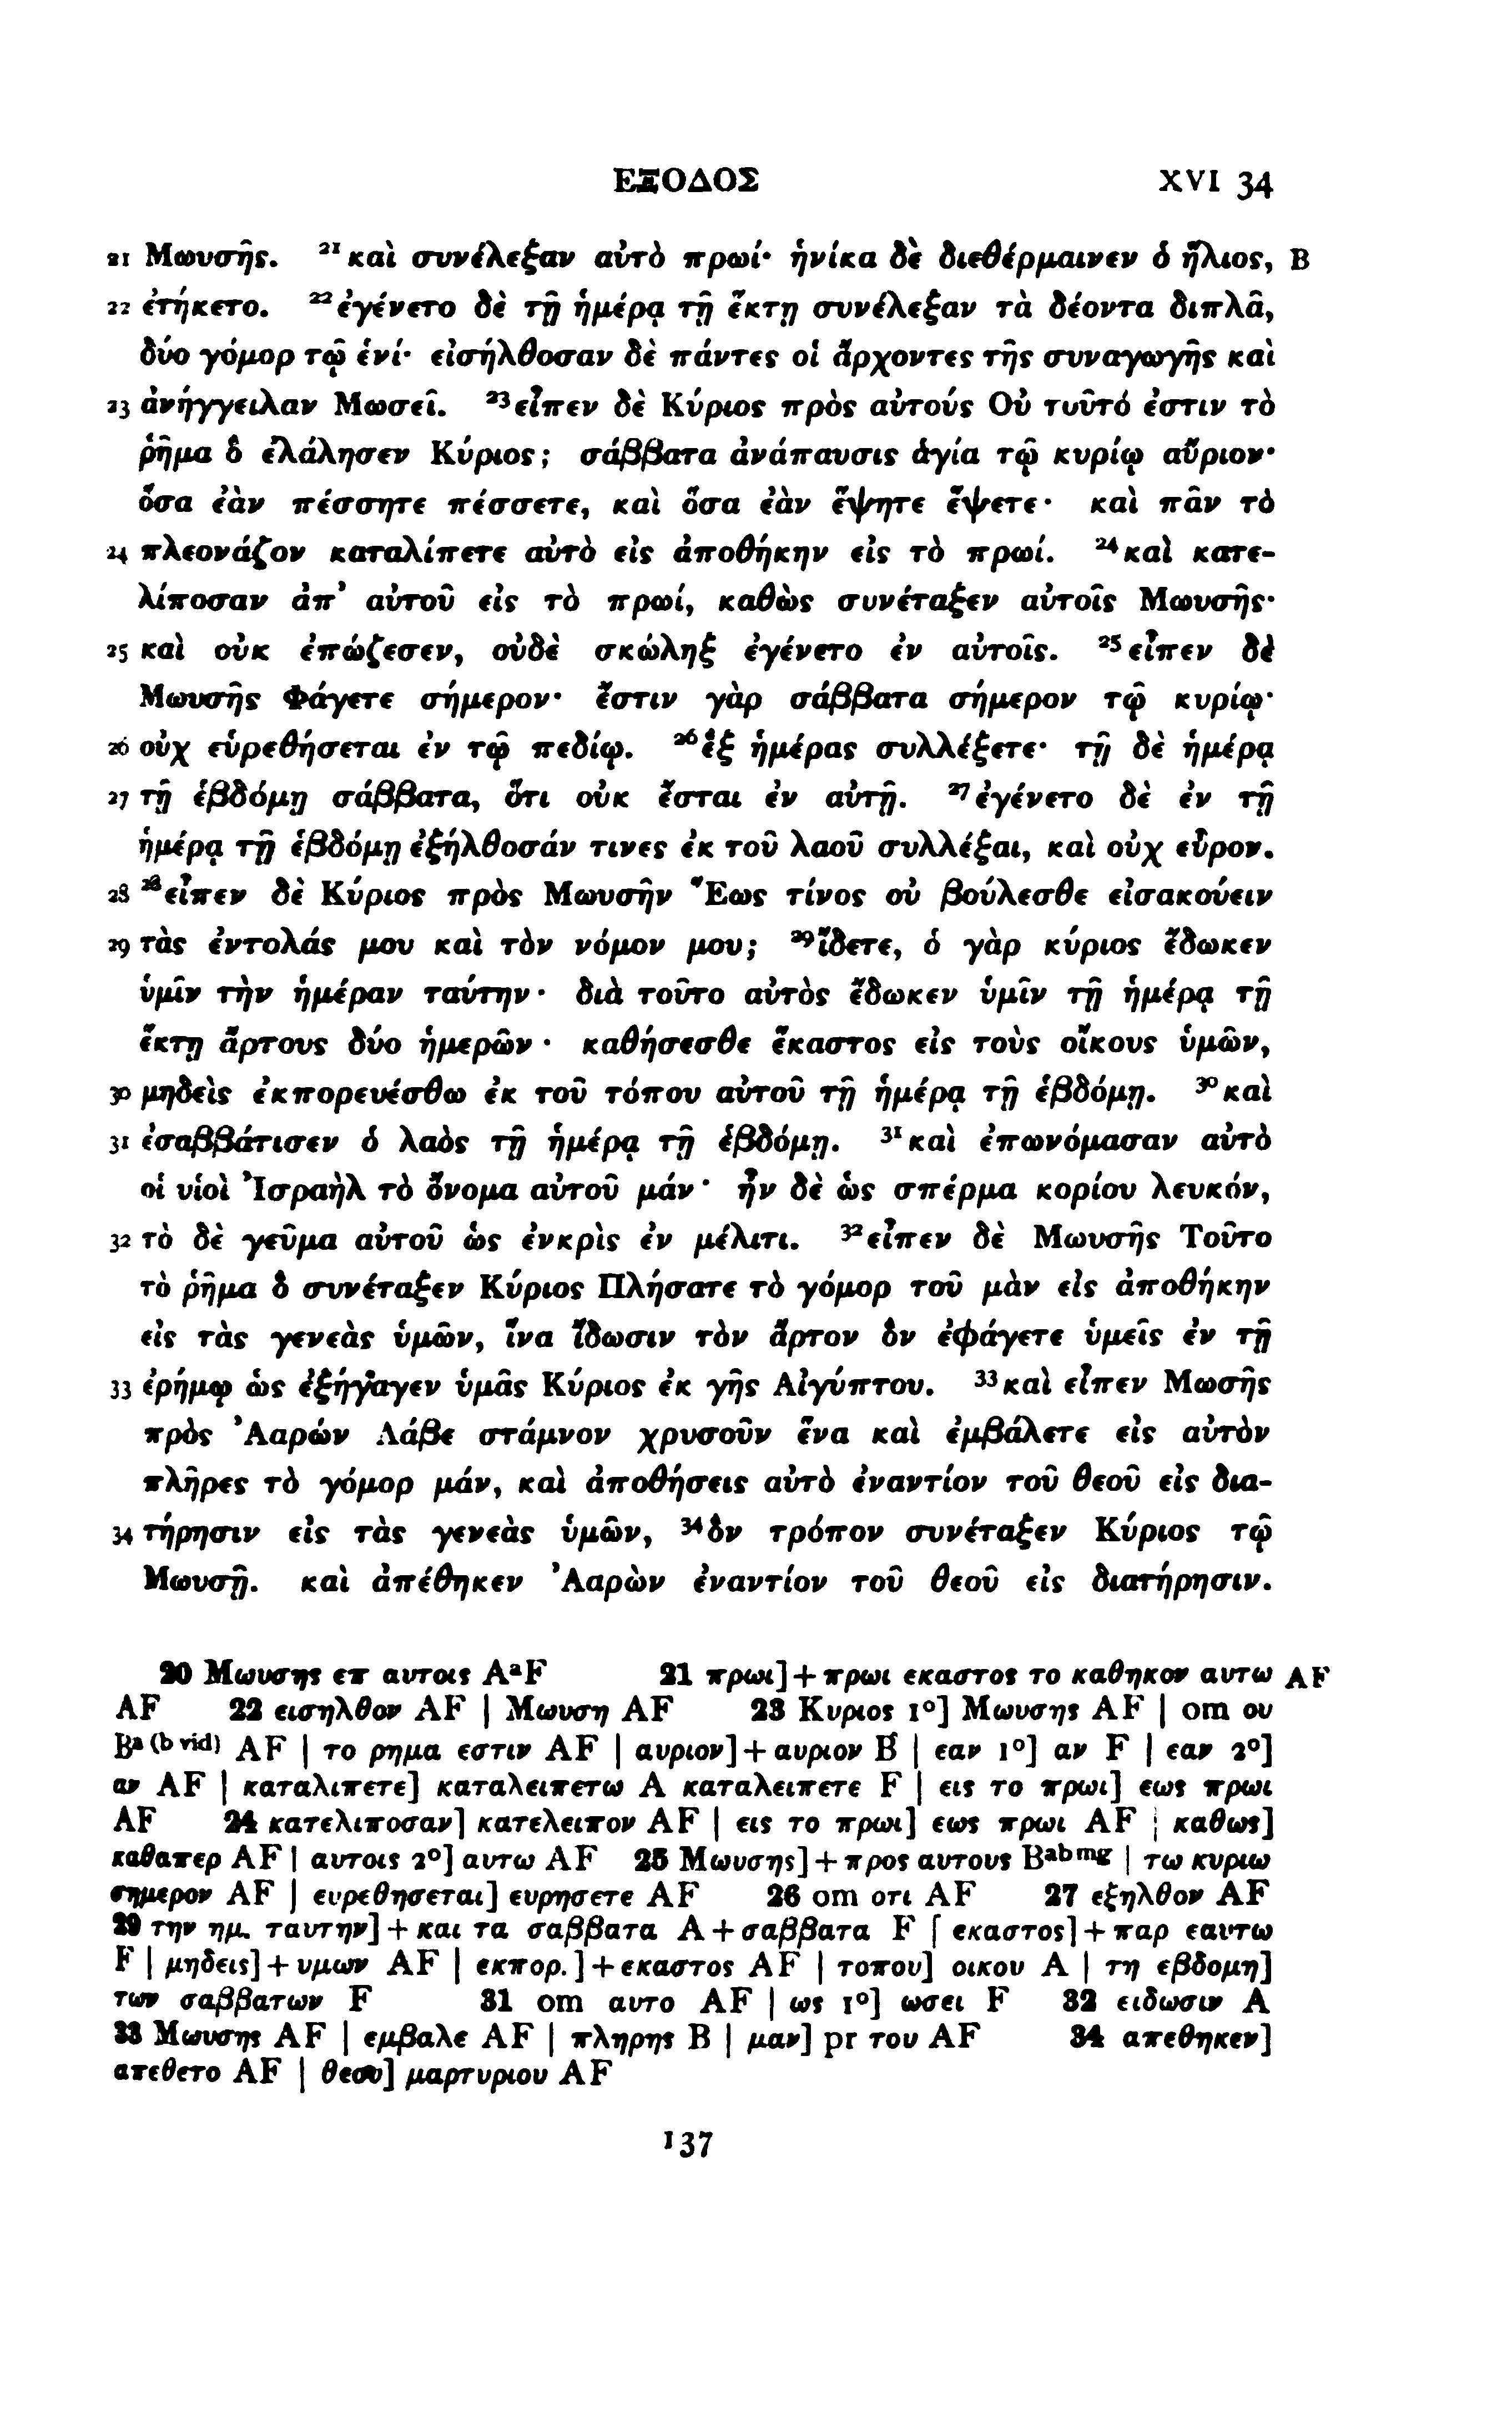 ΕΞΟΔΟΣ XVI 34
21 Μωυσῆς. ²¹καὶ συνέλεξαν αὐτὸ πρωί· ἡνίκα δὲ διεθέρμαινεν ὁ ἥλιος, B
22 ἐτήκετο. ²²ἐγένετο δὲ τῇ ἡμέρᾳ τῇ ἕκτῃ συνέλεξαν τὰ δέοντα διπλᾶ,
δύο γόμορ τῷ ἑνί· εἰσήλθοσαν δὲ πάντες οἱ ἄρχοντες τῆς συναγωγῆς καὶ
23 ἀνήγγειλαν Μωσεῖ. ²³εἶπεν δὲ Κύριος πρὸς αὐτούς Οὐ τοῦτό ἐστιν τὸ
ῥῆμα ὃ ἐλάλησεν Κύριος; σάββατα ἀνάπαυσις ἁγία τῷ κυρίῳ αὔριον·
ὅσα ἐὰν πέσσητε πέσσετε, καὶ ὅσα ἐὰν ἕψητε ἕψετε· καὶ πᾶν τὸ
24 πλεονάζον καταλίπετε αὐτὸ εἰς ἀποθήκην εἰς τὸ πρωί. ²⁴καὶ κατε-
λίποσαν ἀπ’ αὐτοῦ εἰς τὸ πρωί, καθὼς συνέταξεν αὐτοῖς Μωυσῆς·
25 καὶ οὐκ ἐπώζεσεν, οὐδὲ σκώληξ ἐγένετο ἐν αὐτοῖς. ²⁵εἶπεν δὲ
Μωυσῆς Φάγετε σήμερον· ἔστιν γὰρ σάββατα σήμερον τῷ κυρίῳ·
26 οὐχ εὑρεθήσεται ἐν τῷ πεδίῳ. ²⁶ἓξ ἡμέρας συλλέξετε· τῇ δὲ ἡμέρᾳ
27 τῇ ἑβδόμῃ σάββατα, ὅτι οὐκ ἔσται ἐν αὐτῇ. ²⁷ἐγένετο δὲ ἐν τῇ
ἡμέρᾳ τῇ ἑβδόμῃ ἐξήλθοσάν τινες ἐκ τοῦ λαοῦ συλλέξαι, καὶ οὐχ εὗρον.
28 ²⁸εἶπεν δὲ Κύριος πρὸς Μωυσῆν Ἕως τίνος οὐ βούλεσθε εἰσακούειν
29 τὰς ἐντολάς μου καὶ τὸν νόμον μου; ²⁹ἴδετε, ὁ γὰρ κύριος ἔδωκεν
ὑμῖν τὴν ἡμέραν ταύτην· διὰ τοῦτο αὐτὸς ἔδωκεν ὑμῖν τῇ ἡμέρᾳ τῇ
ἕκτῃ ἄρτους δύο ἡμερῶν· καθήσεσθε ἕκαστος εἰς τοὺς οἴκους ὑμῶν,
30 μηδεὶς ἐκπορευέσθω ἐκ τοῦ τόπου αὐτοῦ τῇ ἡμέρᾳ τῇ ἑβδόμῃ. ³⁰καὶ
31 ἐσαββάτισεν ὁ λαὸς τῇ ἡμέρᾳ τῇ ἑβδόμῃ. ³¹καὶ ἐπωνόμασαν αὐτὸ
οἱ υἱοὶ Ἰσραὴλ τὸ ὄνομα αὐτοῦ μάν· ἦν δὲ ὡς σπέρμα κορίου λευκόν,
32 τὸ δὲ γεῦμα αὐτοῦ ὡς ἐνκρὶς ἐν μέλιτι. ³²εἶπεν δὲ Μωυσῆς Τοῦτο
τὸ ῥῆμα ὃ συνέταξεν Κύριος Πλήσατε τὸ γόμορ τοῦ μὰν εἰς ἀποθήκην
εἰς τὰς γενεὰς ὑμῶν, ἵνα ἴδωσιν τὸν ἄρτον ὃν ἐφάγετε ὑμεῖς ἐν τῇ
33 ἐρήμῳ ὡς ἐξήγαγεν ὑμᾶς Κύριος ἐκ γῆς Αἰγύπτου. ³³καὶ εἶπεν Μωσῆς
πρὸς Ἀαρών Λάβε στάμνον χρυσοῦν ἕνα καὶ ἐμβάλετε εἰς αὐτὸν
πλῆρες τὸ γόμορ μάν, καὶ ἀποθήσεις αὐτὸ ἐναντίον τοῦ θεοῦ εἰς δια-
34 τήρησιν εἰς τὰς γενεὰς ὑμῶν, ³⁴ὃν τρόπον συνέταξεν Κύριος τῷ
Μωυσῇ. καὶ ἀπέθηκεν Ἀαρὼν ἐναντίον τοῦ θεοῦ εἰς διατήρησιν.
20 Μωυσης επ αυτοις AᵃF 21 πρωι]+πρωι εκαστος το καθηκον αυτω AF
AF 22 εισηλθον AF | Μωυση AF 23 Κυριος 1°] Μωυσης AF | om ου
Bᵃ⁽ᵇ ᵛⁱᵈ⁾ AF | το ρημα εστιν AF | αυριον]+αυριον B | εαν 1°] αν F | εαν 2°]
αν AF | καταλιπετε] καταλειπετω A καταλειπετε F | εις το πρωι] εως πρωι
AF 24 κατελιποσαν] κατελειπον AF | εις το πρωι] εως πρωι AF | καθως]
καθαπερ AF | αυτοις 2°] αυτω AF 25 Μωυσης]+προς αυτους Bᵃᵇᵐᵍ | τω κυριω
σημερον AF | ευρεθησεται] ευρησετε AF 26 om οτι AF 27 εξηλθον AF
29 την ημ. ταυτην]+και τα σαββατα A+σαββατα F | εκαστος]+παρ εαυτω
F | μηδεις]+υμων AF | εκπορ.]+εκαστος AF | τοπου] οικου A | τη εβδομη]
των σαββατων F 31 om αυτο AF | ως 1°] ωσει F 32 ειδωσιν A
33 Μωυσης AF | εμβαλε AF | πληρης B | μαν] pr του AF 34 απεθηκεν]
απεθετο AF | θεου] μαρτυριου AF
137